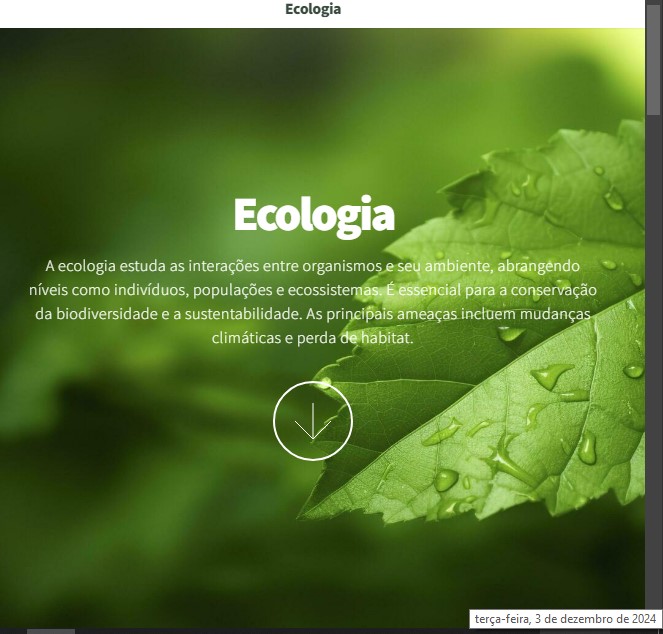 Ecologia
Ecologia
A ecologia estuda as interações entre organismos e seu ambiente, abrangendo
níveis como indivíduos, populações e ecossistemas. É essencial para a conservação
da biodiversidade e a sustentabilidade. As principais ameaças incluem mudanças
climáticas e perda de habitat.
terça-feira, 3 de dezembro de 2024